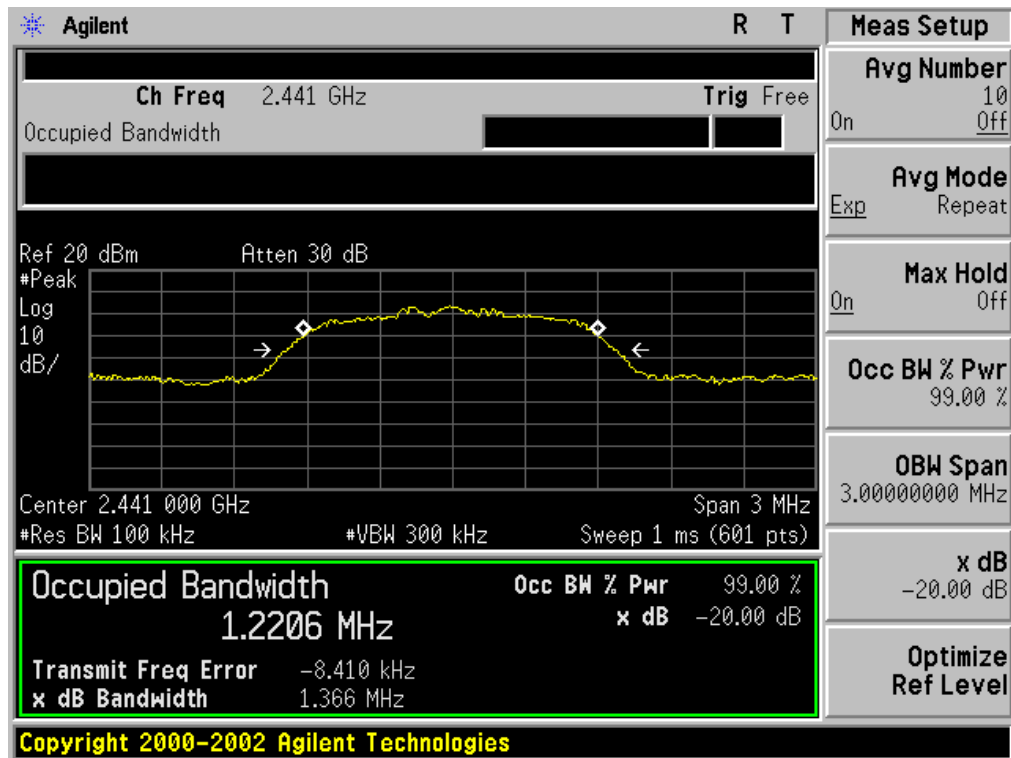 Agilent R T
Ch Freq 2.441 GHz Trig Free
Occupied Bandwidth
Ref 20 dBm Atten 30 dB
#Peak
Log
10
dB/
Center 2.441 000 GHz Span 3 MHz
#Res BW 100 kHz #VBW 300 kHz Sweep 1 ms (601 pts)
Occupied Bandwidth Occ BW % Pwr 99.00 %
1.2206 MHz x dB -20.00 dB
Transmit Freq Error -8.410 kHz
x dB Bandwidth 1.366 MHz
Copyright 2000-2002 Agilent Technologies
Meas Setup
Avg Number
10
On Off
Avg Mode
Exp Repeat
Max Hold
On Off
Occ BW % Pwr
99.00 %
OBW Span
3.00000000 MHz
x dB
-20.00 dB
Optimize
Ref Level